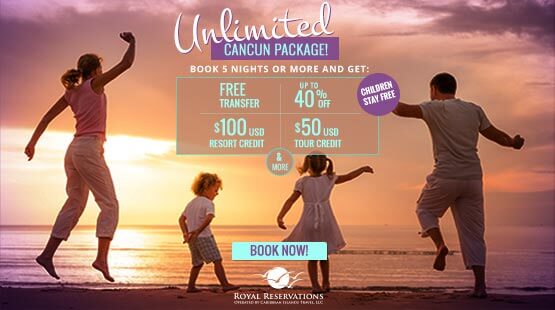 Unlimited
CANCUN PACKAGE!
BOOK 5 NIGHTS OR MORE AND GET:
FREE
TRANSFER
UP TO
40% OFF
CHILDREN
STAY FREE
$100 USD
RESORT CREDIT
$50 USD
TOUR CREDIT
&
MORE
BOOK NOW!
ROYAL RESERVATIONS
OPERATED BY CARIBBEAN ISLANDS TRAVEL, LLC